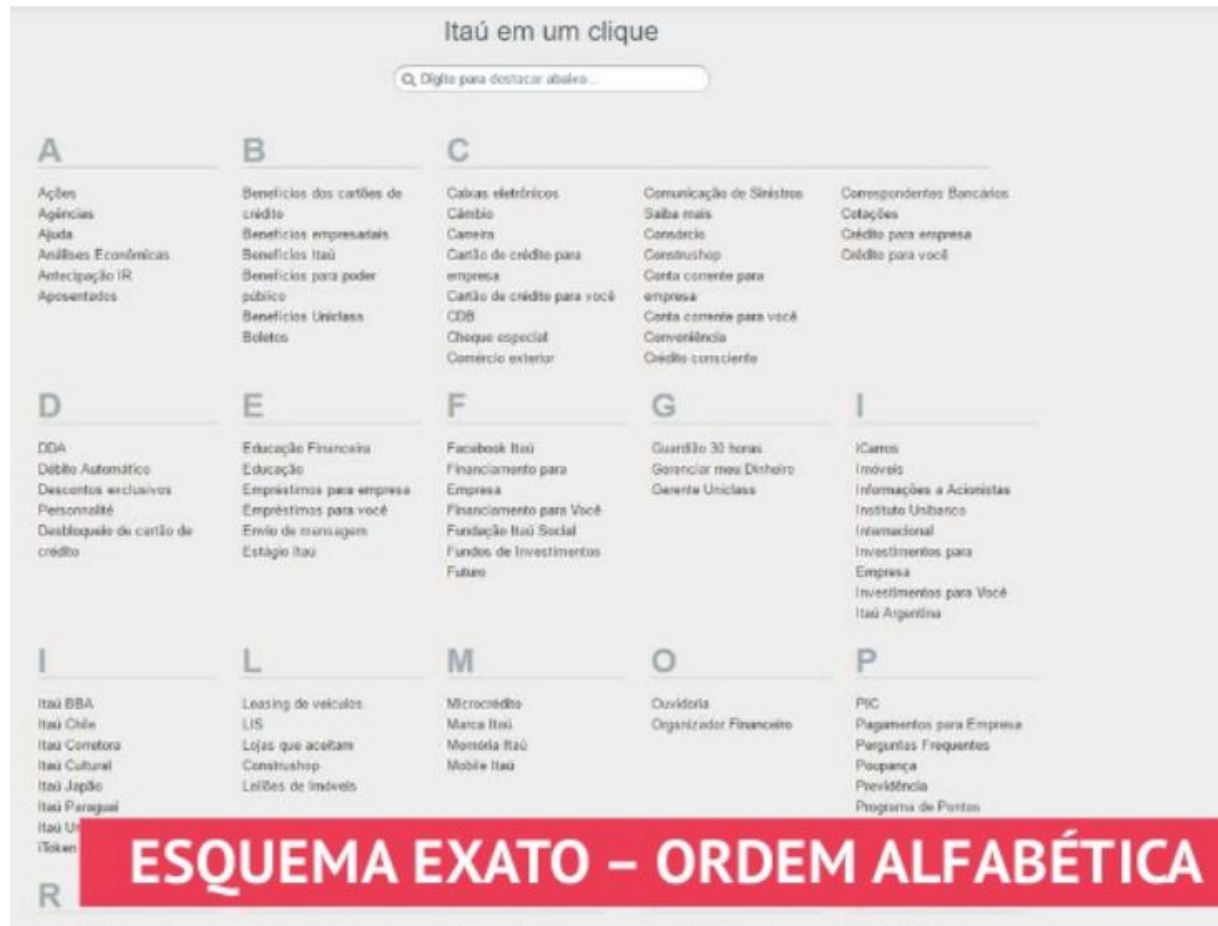 Itaú em um clique
Digite para destacar abaixo...
A
Ações
Agências
Ajuda
Análises Econômicas
Antecipação IR
Aposentados
B
Benefícios dos cartões de
crédito
Benefícios empresariais
Benefícios Itaú
Benefícios para poder
público
Benefícios Uniclass
Boletos
C
Caixas eletrônicos
Câmbio
Carreira
Cartão de crédito para
empresa
Cartão de crédito para você
CDB
Cheque especial
Comércio exterior
Comunicação de Sinistros
Saiba mais
Consórcio
Construshop
Conta corrente para
empresa
Conta corrente para você
Conveniência
Crédito consciente
Correspondentes Bancários
Cotações
Crédito para empresa
Crédito para você
D
DDA
Débito Automático
Descontos exclusivos
Personnalité
Desbloqueio de cartão de
crédito
E
Educação Financeira
Educação
Empréstimos para empresa
Empréstimos para você
Envio de mensagem
Estágio Itaú
F
Facebook Itaú
Financiamento para
Empresa
Financiamento para Você
Fundação Itaú Social
Fundos de Investimentos
Futuro
G
Guardião 30 horas
Gerenciar meu Dinheiro
Gerente Uniclass
I
iCarros
Imóveis
Informações a Acionistas
Instituto Unibanco
Internacional
Investimentos para
Empresa
Investimentos para Você
Itaú Argentina
I
Itaú BBA
Itaú Chile
Itaú Corretora
Itaú Cultural
Itaú Japão
Itaú Paraguai
Itaú
iToken
L
Leasing de veículos
LIS
Lojas que aceitam
Construshop
Leilões de Imóveis
M
Microcrédito
Marca Itaú
Memória Itaú
Mobile Itaú
O
Ouvidoria
Organizador Financeiro
P
PIC
Pagamentos para Empresa
Perguntas Frequentes
Poupança
Previdência
Programa de Pontos
ESQUEMA EXATO – ORDEM ALFABÉTICA
R